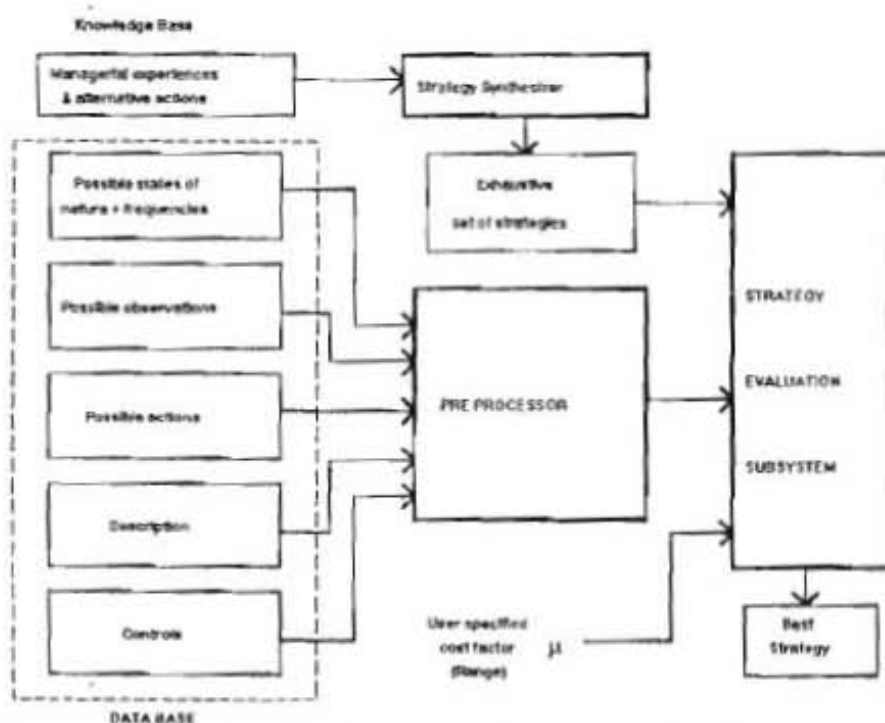 Knowledge Base
Managerial experiences
& alternative actions
Strategy Synthesizer
Possible states of
nature + frequencies
Exhaustive
set of strategies
Possible observations
STRATEGY
Possible actions
PRE PROCESSOR
EVALUATION
SUBSYSTEM
Description
Controls
User specified
cost factor
(Range)
μ
Best
Strategy
DATA BASE